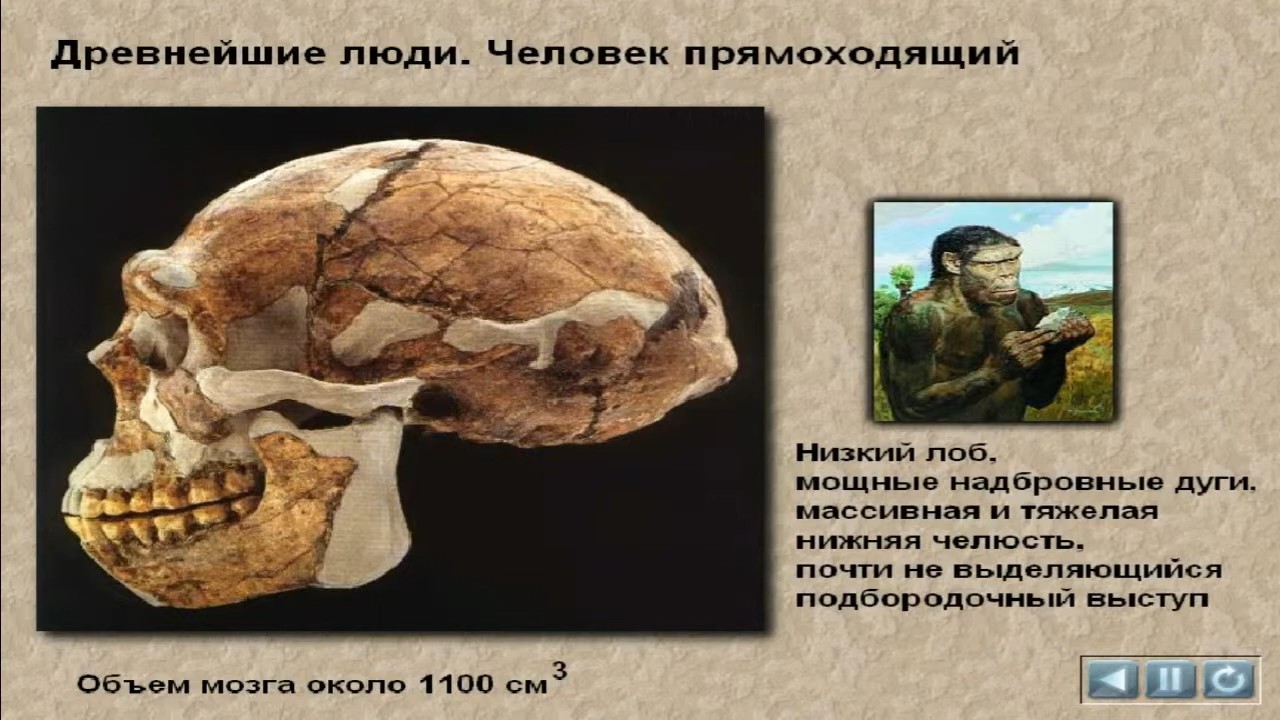 Древнейшие люди. Человек прямоходящий
Низкий лоб,
мощные надбровные дуги,
массивная и тяжелая
нижняя челюсть,
почти не выделяющийся
подбородочный выступ
Объем мозга около 1100 см³